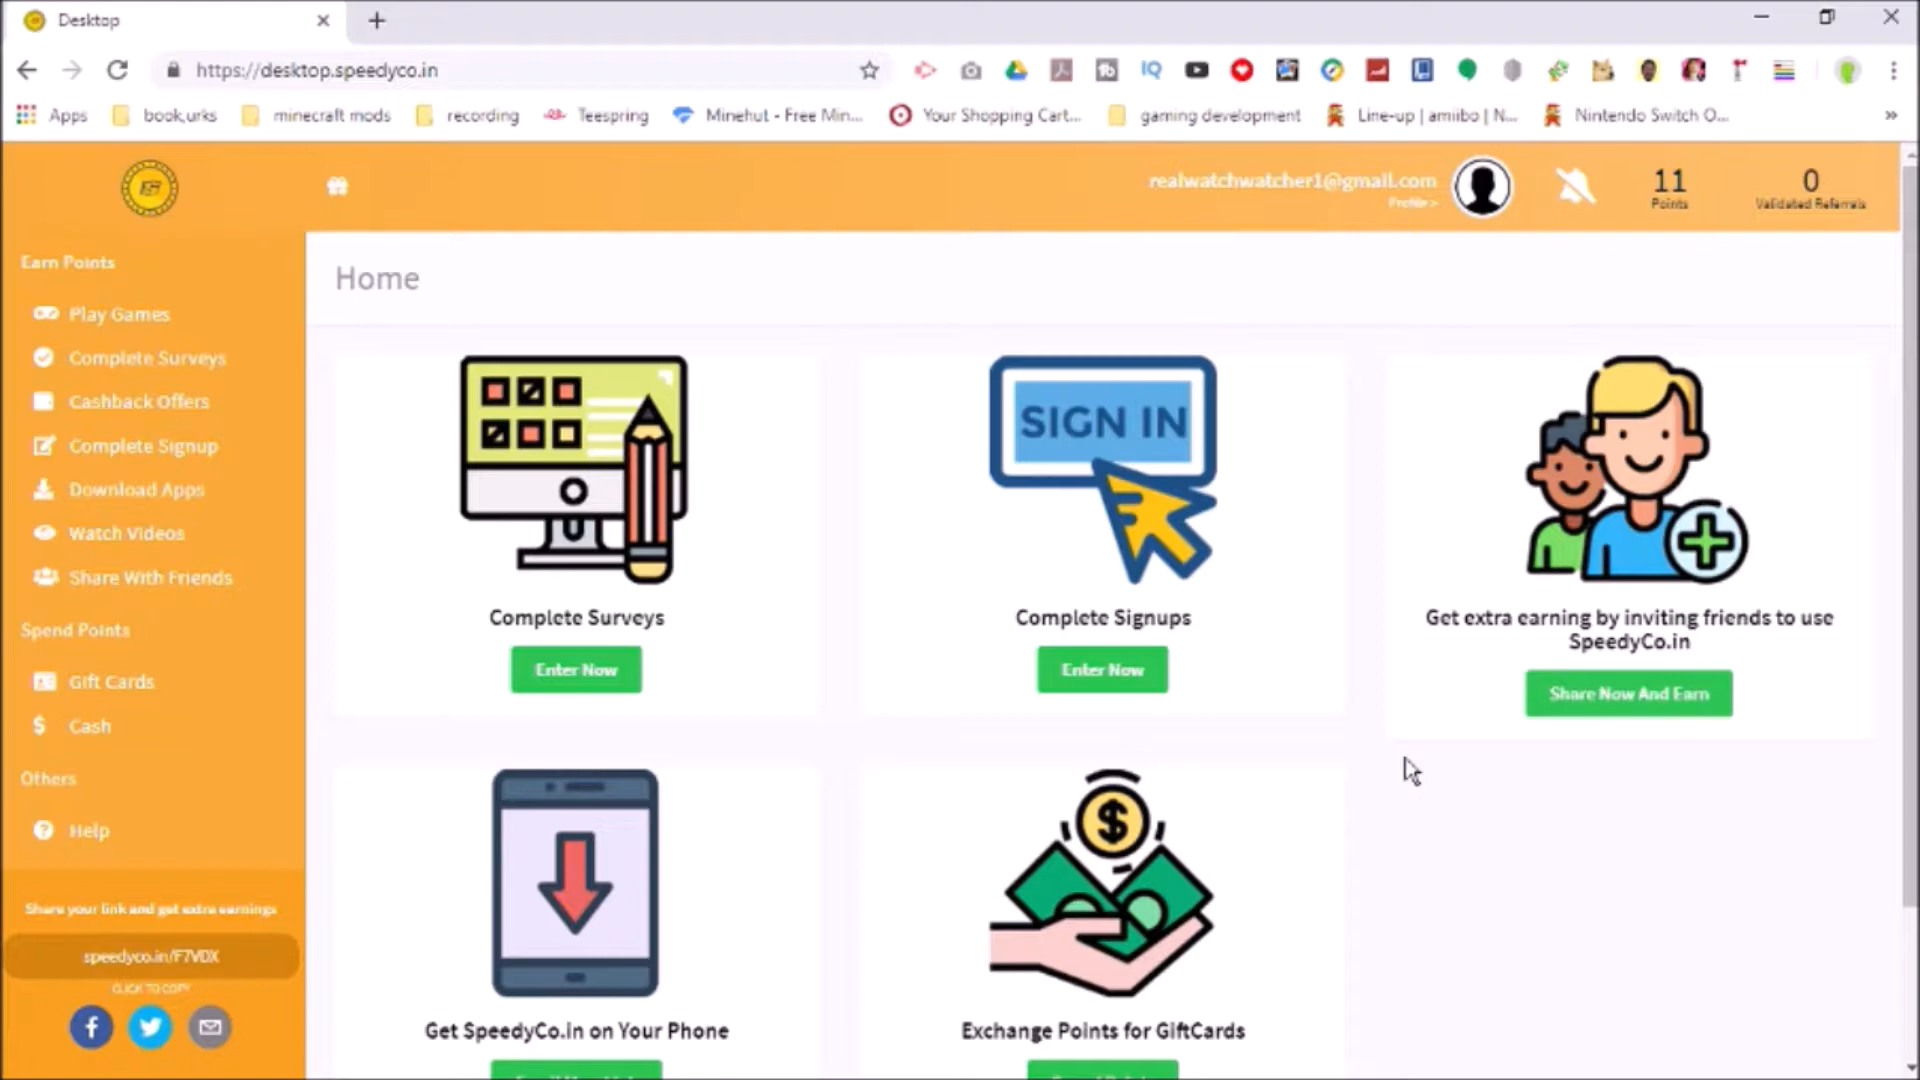 Desktop
https://desktop.speedyco.in
Apps
book,urks
minecraft mods
recording
Teespring
Minehut - Free Min...
Your Shopping Cart...
gaming development
Line-up | amiibo | N...
Nintendo Switch O...
realwatchwatcher1@gmail.com
Profile >
11
Points
0
Validated Referrals
Earn Points
Play Games
Complete Surveys
Cashback Offers
Complete Signup
Download Apps
Watch Videos
Share With Friends
Spend Points
Gift Cards
Cash
Others
Help
Share your link and get extra earnings
speedyco.in/F7VDX
CLICK TO COPY
Home
Complete Surveys
Enter Now
SIGN IN
Complete Signups
Enter Now
Get extra earning by inviting friends to use
SpeedyCo.in
Share Now And Earn
Get SpeedyCo.in on Your Phone
Exchange Points for GiftCards